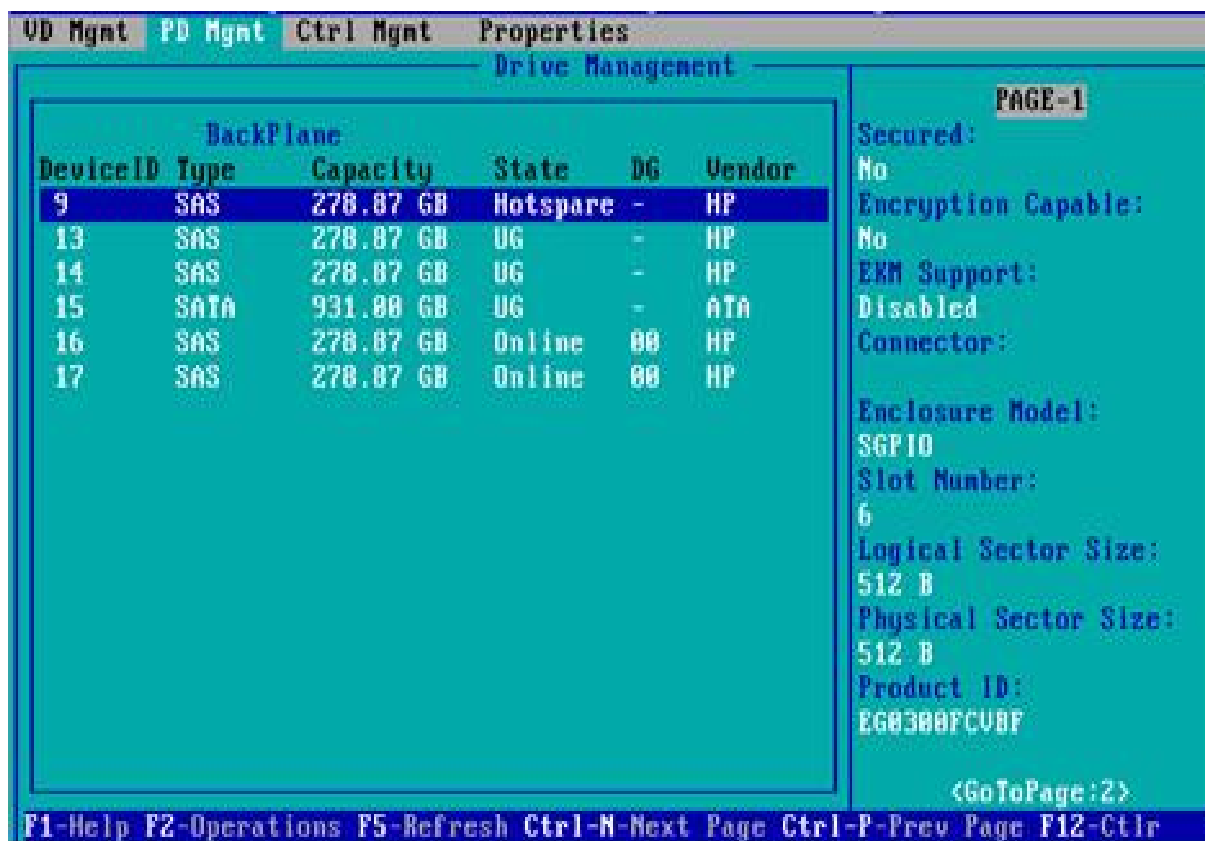 VD Mgmt PD Mgmt Ctrl Mgmt Properties
Drive Management
BackPlane
DeviceID Type Capacity State DG Vendor
9 SAS 278.87 GB Hotspare - HP
13 SAS 278.87 GB UG - HP
14 SAS 278.87 GB UG - HP
15 SATA 931.00 GB UG - ATA
16 SAS 278.87 GB Online 00 HP
17 SAS 278.87 GB Online 00 HP
PAGE-1
Secured:
No
Encryption Capable:
No
EKM Support:
Disabled
Connector:
Enclosure Model:
SGPIO
Slot Number:
6
Logical Sector Size:
512 B
Physical Sector Size:
512 B
Product ID:
EG0300FCVBF
<GoToPage:2>
F1-Help F2-Operations F5-Refresh Ctrl-N-Next Page Ctrl-P-Prev Page F12-Ctlr